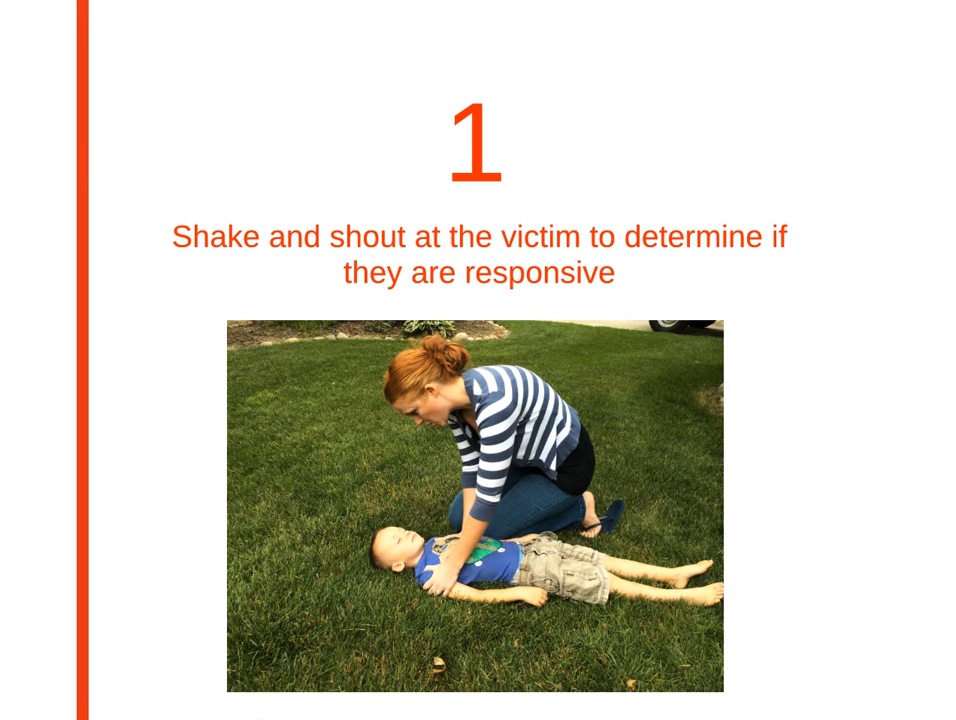 1
Shake and shout at the victim to determine if
they are responsive